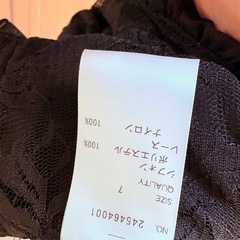 NO. 245464001
SIZE 7
QUALITY
シフォン
ポリエステル 100%
レース
ナイロン 100%